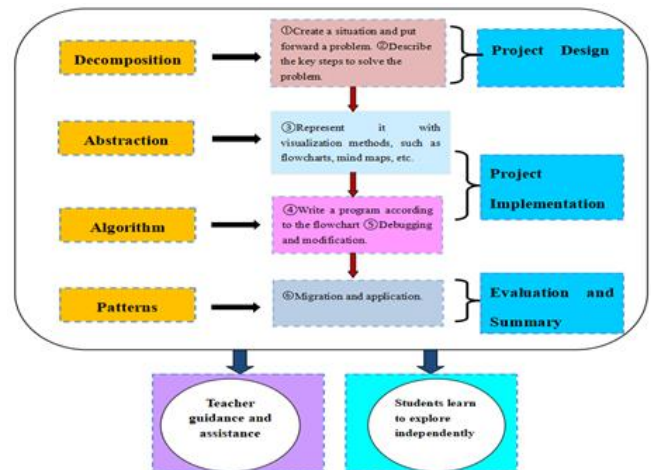 Decomposition
①Create a situation and put
forward a problem. ②Describe
the key steps to solve the
problem.
Project Design
Abstraction
③Represent it with
visualization methods, such as
flowcharts, mind maps, etc.
Project
Implementation
Algorithm
④Write a program according
to the flowchart ⑤Debugging
and modification.
Patterns
⑥Migration and application.
Evaluation and
Summary
Teacher
guidance and
assistance
Students learn
to explore
independently